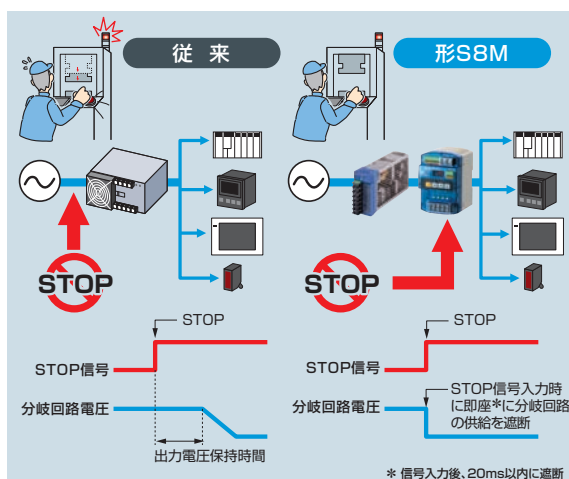 従来
形S8M
STOP
STOP
STOP
STOP信号
分岐回路電圧
出力電圧保持時間
STOP
STOP信号
分岐回路電圧
STOP信号入力時
に即座*に分岐回路
の供給を遮断
* 信号入力後、20ms以内に遮断